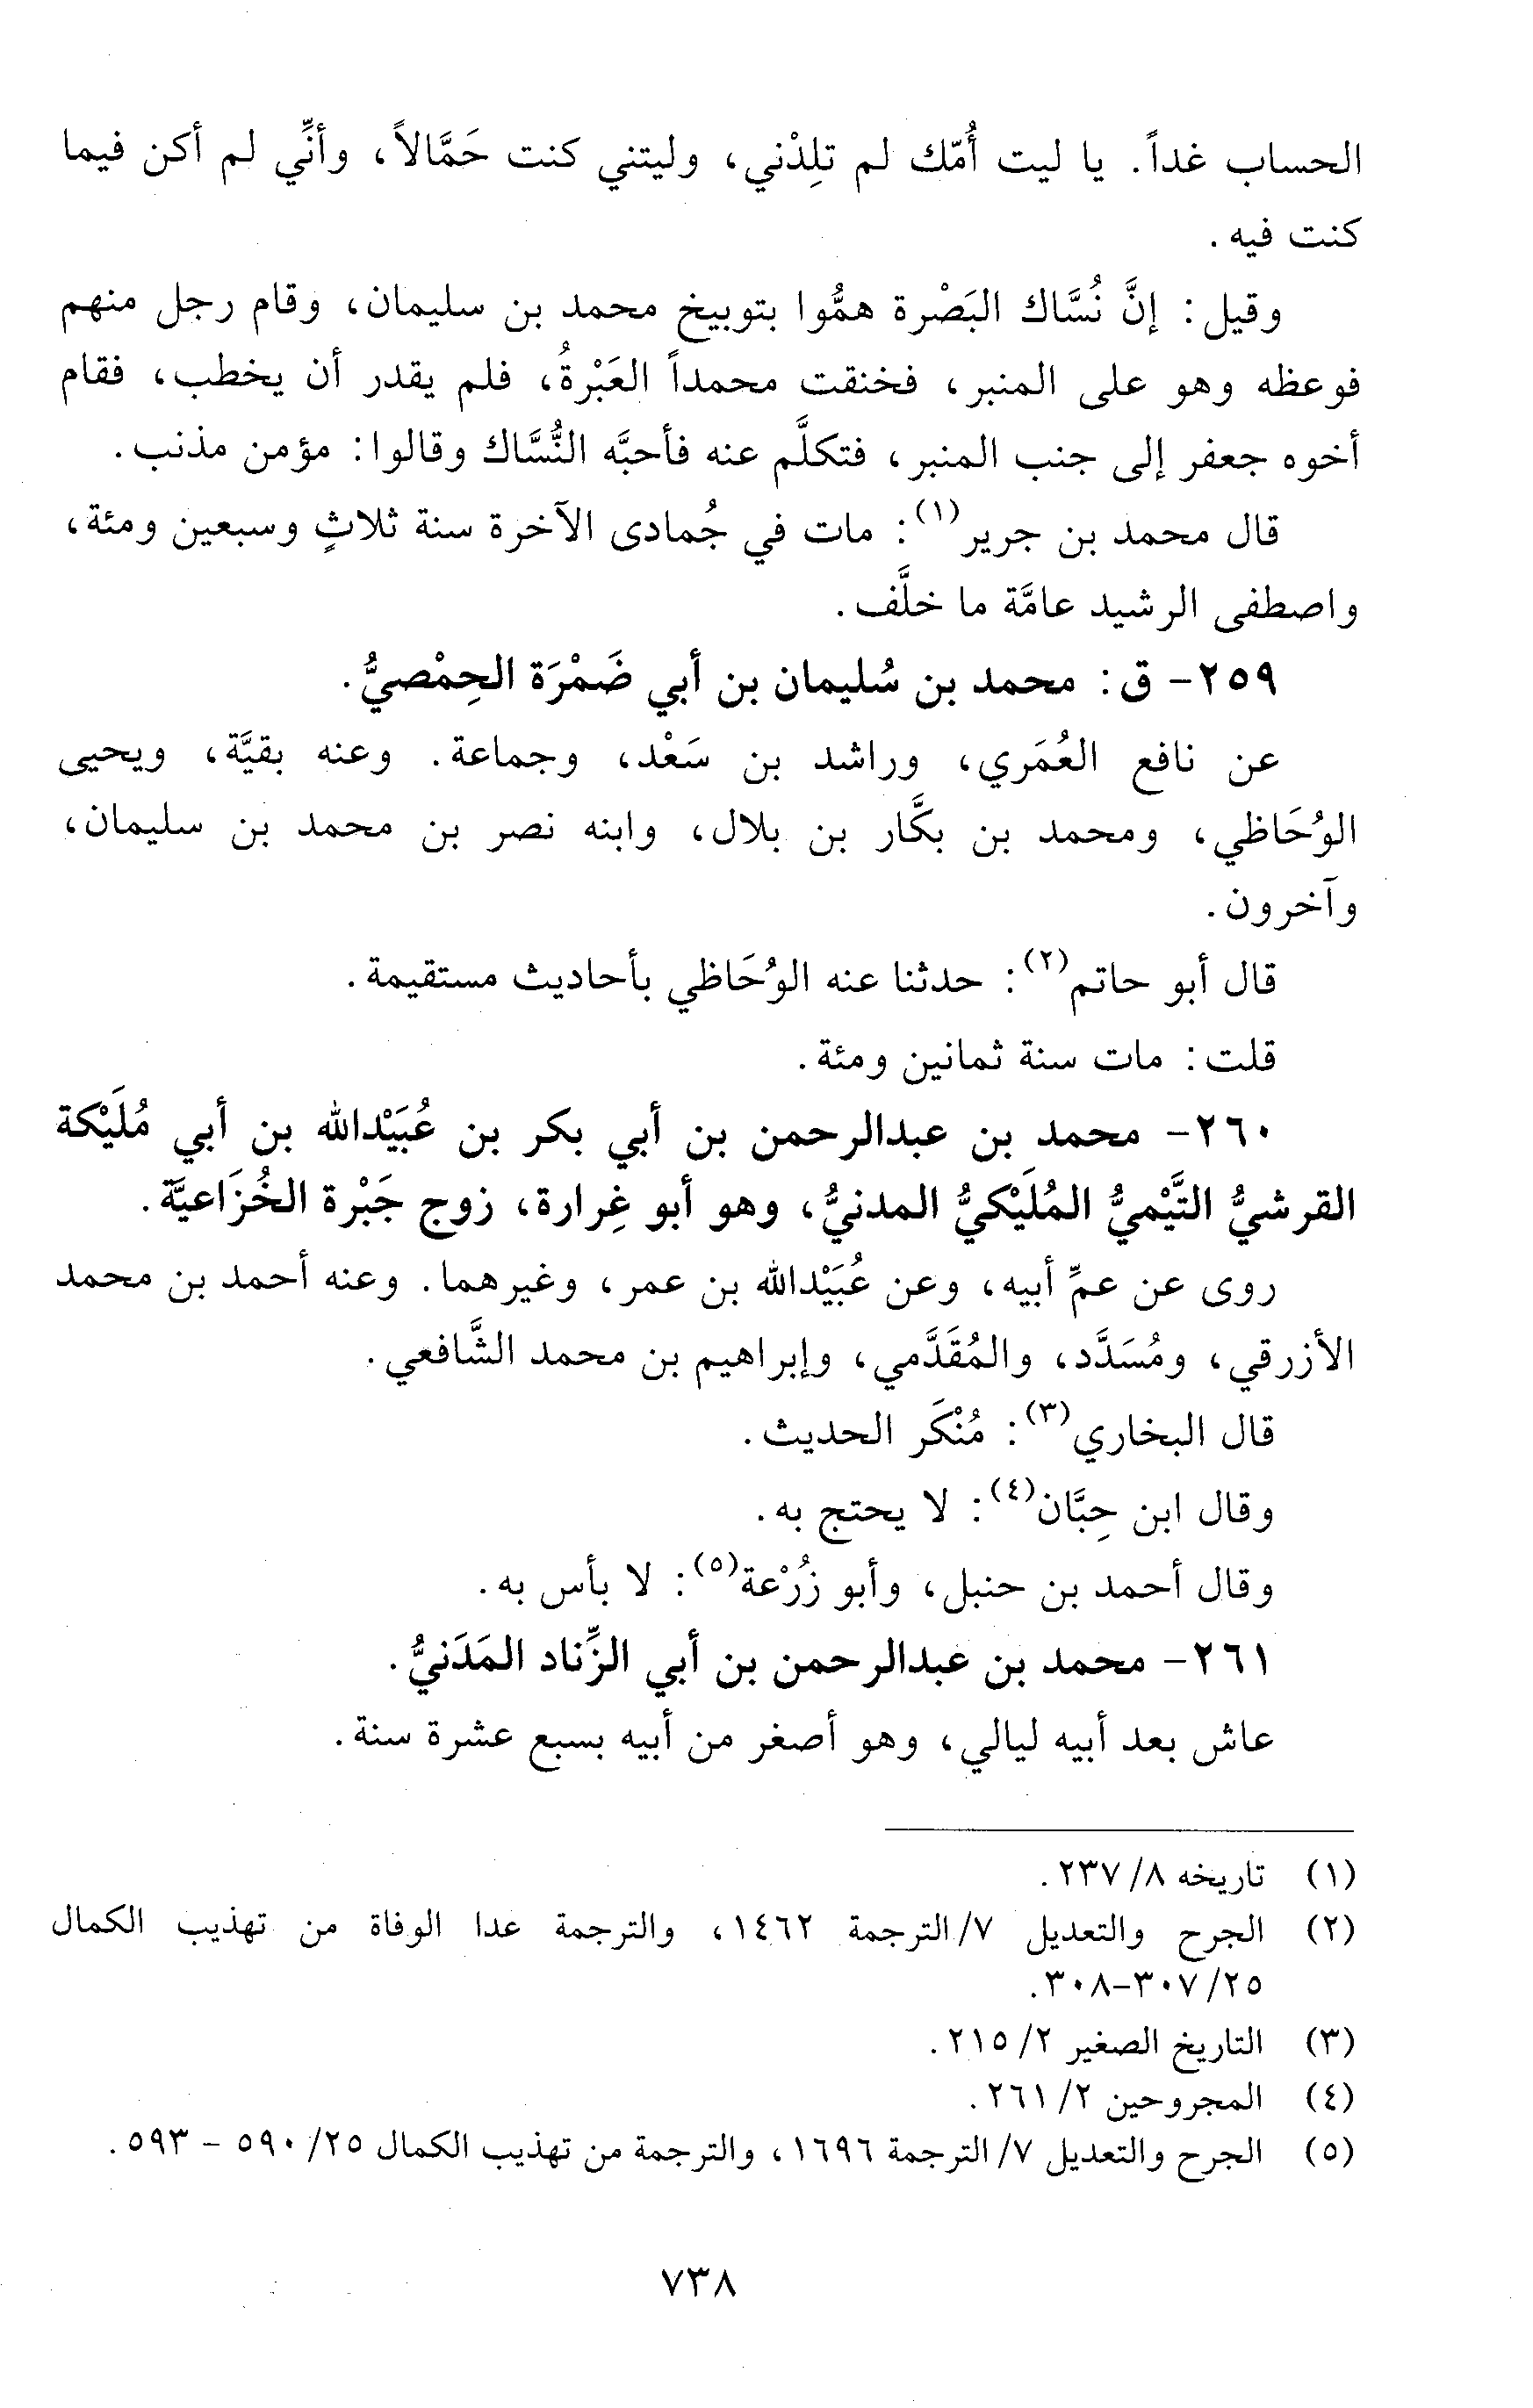 الحساب غداً. يا ليت أُمّك لم تلِدْني، وليتني كنت حَمَّالاً، وأنِّي لم أكن فيما
كنت فيه.
وقيل: إنَّ نُسَّاك البَصْرة همُّوا بتوبيخ محمد بن سليمان، وقام رجل منهم
فوعظه وهو على المنبر، فخنقت محمداً العَبْرةُ، فلم يقدر أن يخطب، فقام
أخوه جعفر إلى جنب المنبر، فتكلَّم عنه فأحبَّه النُّسَّاك وقالوا: مؤمن مذنب.
قال محمد بن جرير(١): مات في جُمادى الآخرة سنة ثلاثٍ وسبعين ومئة،
واصطفى الرشيد عامَّة ما خلَّف.
٢٥٩- ق: محمد بن سُليمان بن أبي ضَمْرَة الحِمْصيُّ.
عن نافع العُمَري، وراشد بن سَعْد، وجماعة. وعنه بقيَّة، ويحيى
الوُحَاظي، ومحمد بن بكَّار بن بلال، وابنه نصر بن محمد بن سليمان،
وآخرون.
قال أبو حاتم(٢): حدثنا عنه الوُحَاظي بأحاديث مستقيمة.
قلت: مات سنة ثمانين ومئة.
٢٦٠- محمد بن عبدالرحمن بن أبي بكر بن عُبَيْدالله بن أبي مُلَيْكة
القرشيُّ التَّيْميُّ المُلَيْكيُّ المدنيُّ، وهو أبو غِرارة، زوج جَبْرة الخُزَاعيَّة.
روى عن عمِّ أبيه، وعن عُبَيْدالله بن عمر، وغيرهما. وعنه أحمد بن محمد
الأزرقي، ومُسَدَّد، والمُقَدَّمي، وإبراهيم بن محمد الشَّافعي.
قال البخاري(٣): مُنْكَر الحديث.
وقال ابن حِبَّان(٤): لا يحتج به.
وقال أحمد بن حنبل، وأبو زُرْعة(٥): لا بأس به.
٢٦١- محمد بن عبدالرحمن بن أبي الزِّناد المَدَنيُّ.
عاش بعد أبيه ليالي، وهو أصغر من أبيه بسبع عشرة سنة.
(١) تاريخه ٨/ ٢٣٧.
(٢) الجرح والتعديل ٧/ الترجمة ١٤٦٢، والترجمة عدا الوفاة من تهذيب الكمال
٢٥/ ٣٠٧-٣٠٨.
(٣) التاريخ الصغير ٢/ ٢١٥.
(٤) المجروحين ٢/ ٢٦١.
(٥) الجرح والتعديل ٧/ الترجمة ١٦٩٦، والترجمة من تهذيب الكمال ٢٥/ ٥٩٠ - ٥٩٣.
٧٣٨